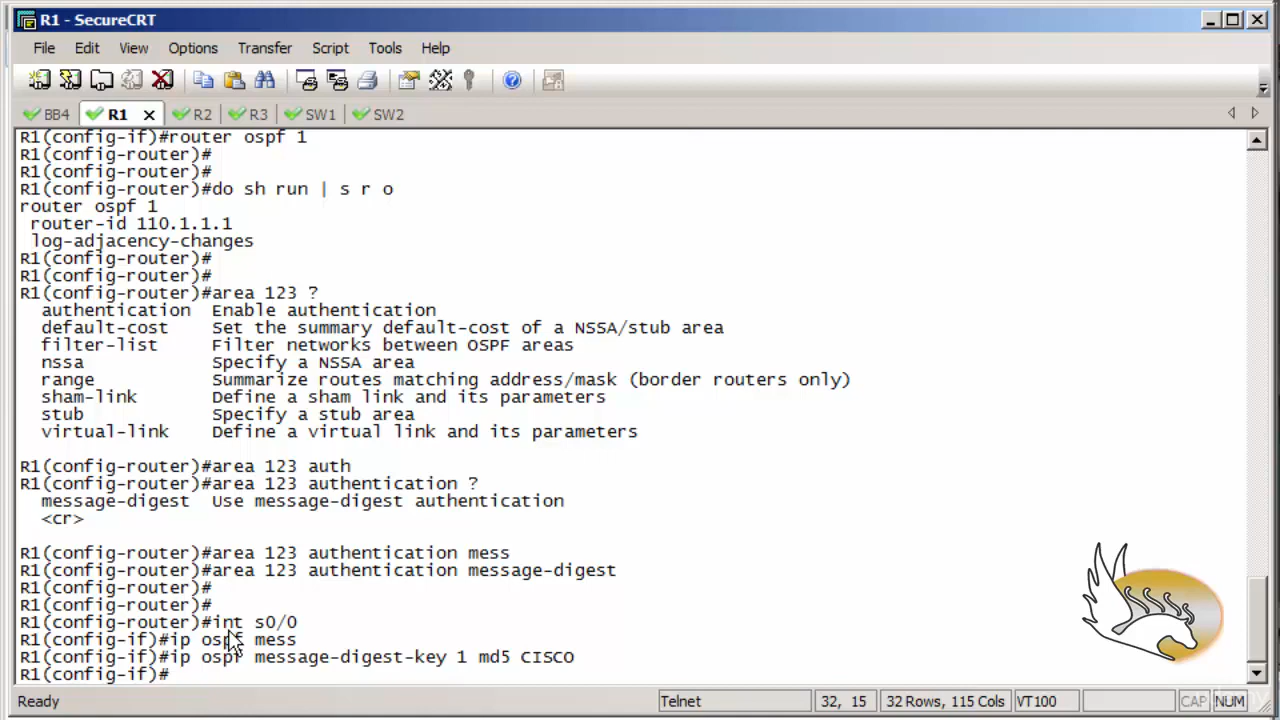 R1 - SecureCRT
File Edit View Options Transfer Script Tools Help
BB4 R1 R2 R3 SW1 SW2
R1(config-if)#router ospf 1
R1(config-router)#
R1(config-router)#
R1(config-router)#do sh run | s r o
router ospf 1
router-id 110.1.1.1
log-adjacency-changes
R1(config-router)#
R1(config-router)#
R1(config-router)#area 123 ?
authentication Enable authentication
default-cost Set the summary default-cost of a NSSA/stub area
filter-list Filter networks between OSPF areas
nssa Specify a NSSA area
range Summarize routes matching address/mask (border routers only)
sham-link Define a sham link and its parameters
stub Specify a stub area
virtual-link Define a virtual link and its parameters
R1(config-router)#area 123 auth
R1(config-router)#area 123 authentication ?
message-digest Use message-digest authentication
<cr>
R1(config-router)#area 123 authentication mess
R1(config-router)#area 123 authentication message-digest
R1(config-router)#
R1(config-router)#
R1(config-router)#int s0/0
R1(config-if)#ip ospf mess
R1(config-if)#ip ospf message-digest-key 1 md5 CISCO
R1(config-if)#
Ready Telnet 32, 15 32 Rows, 115 Cols VT100 CAP NUM